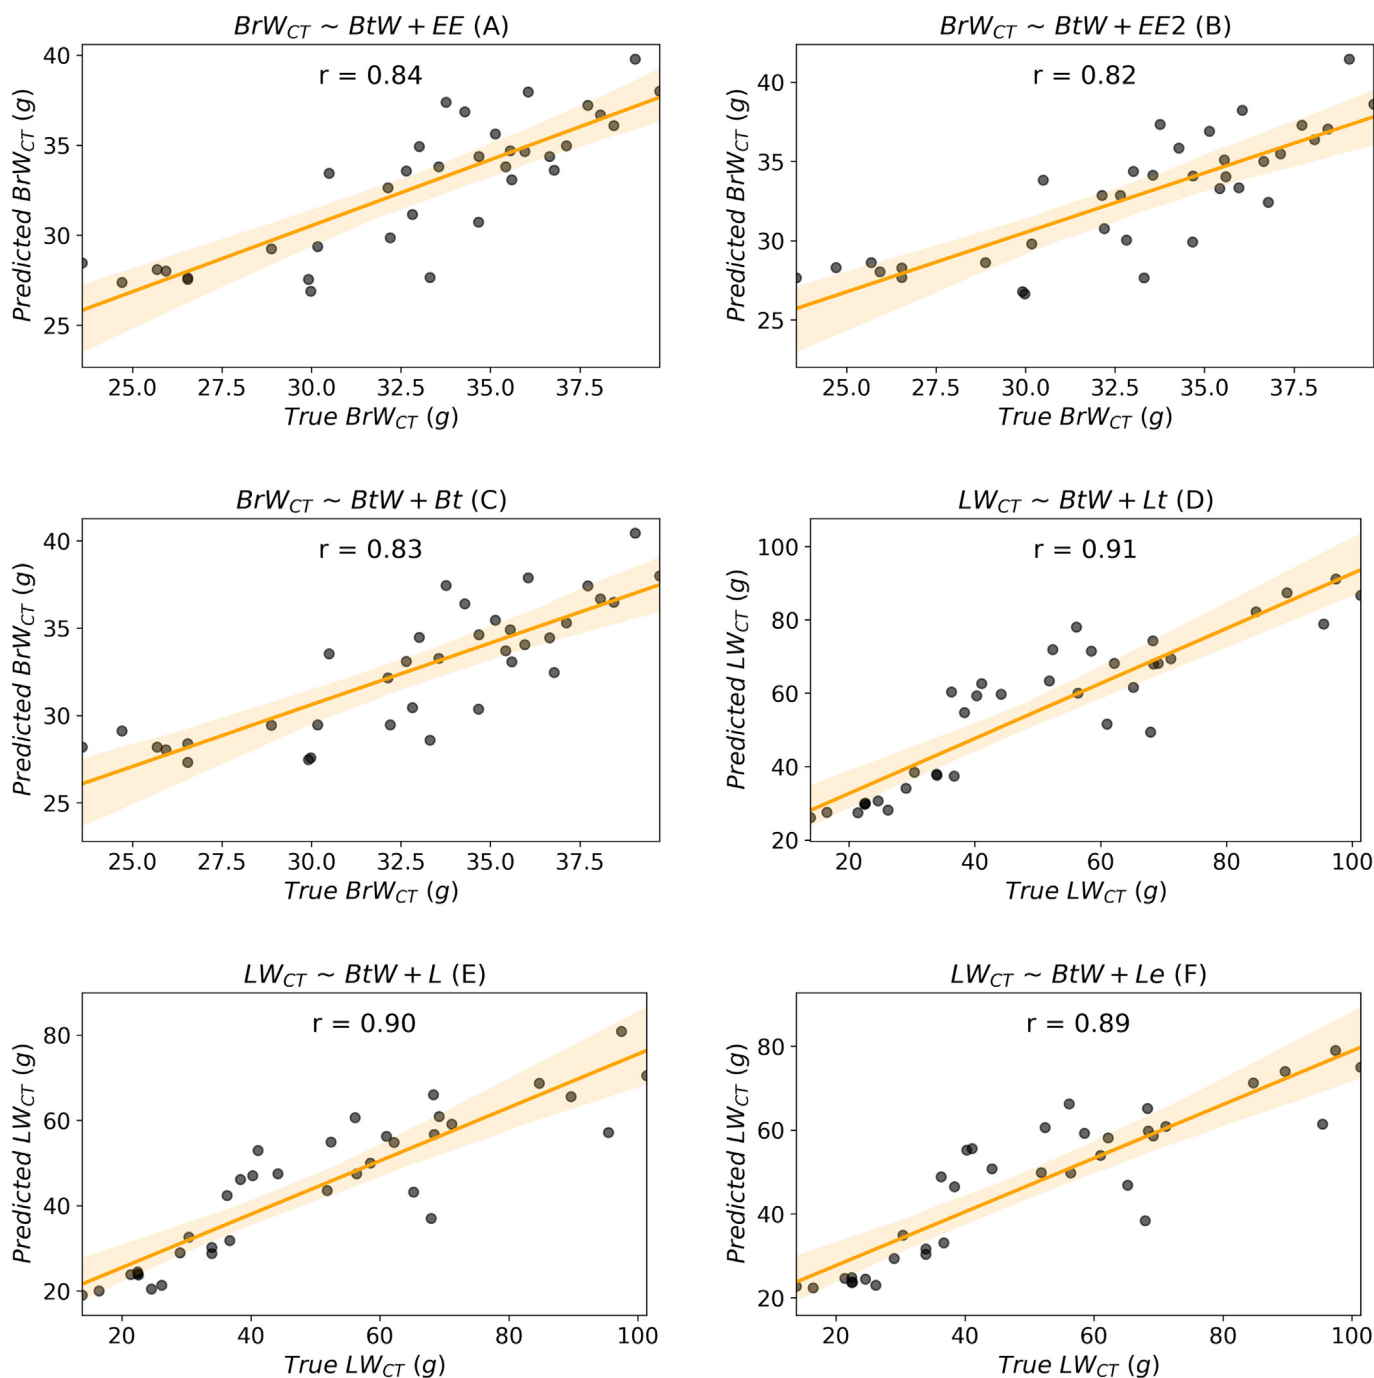 BrW_CT ~ BtW + EE (A)
r = 0.84
Predicted BrW_CT (g)
40
35
30
25
25.0 27.5 30.0 32.5 35.0 37.5
True BrW_CT (g)
BrW_CT ~ BtW + EE2 (B)
r = 0.82
Predicted BrW_CT (g)
40
35
30
25
25.0 27.5 30.0 32.5 35.0 37.5
True BrW_CT (g)
BrW_CT ~ BtW + Bt (C)
r = 0.83
Predicted BrW_CT (g)
40
35
30
25
25.0 27.5 30.0 32.5 35.0 37.5
True BrW_CT (g)
LW_CT ~ BtW + Lt (D)
r = 0.91
Predicted LW_CT (g)
100
80
60
40
20
20 40 60 80 100
True LW_CT (g)
LW_CT ~ BtW + L (E)
r = 0.90
Predicted LW_CT (g)
80
60
40
20
20 40 60 80 100
True LW_CT (g)
LW_CT ~ BtW + Le (F)
r = 0.89
Predicted LW_CT (g)
80
60
40
20
20 40 60 80 100
True LW_CT (g)